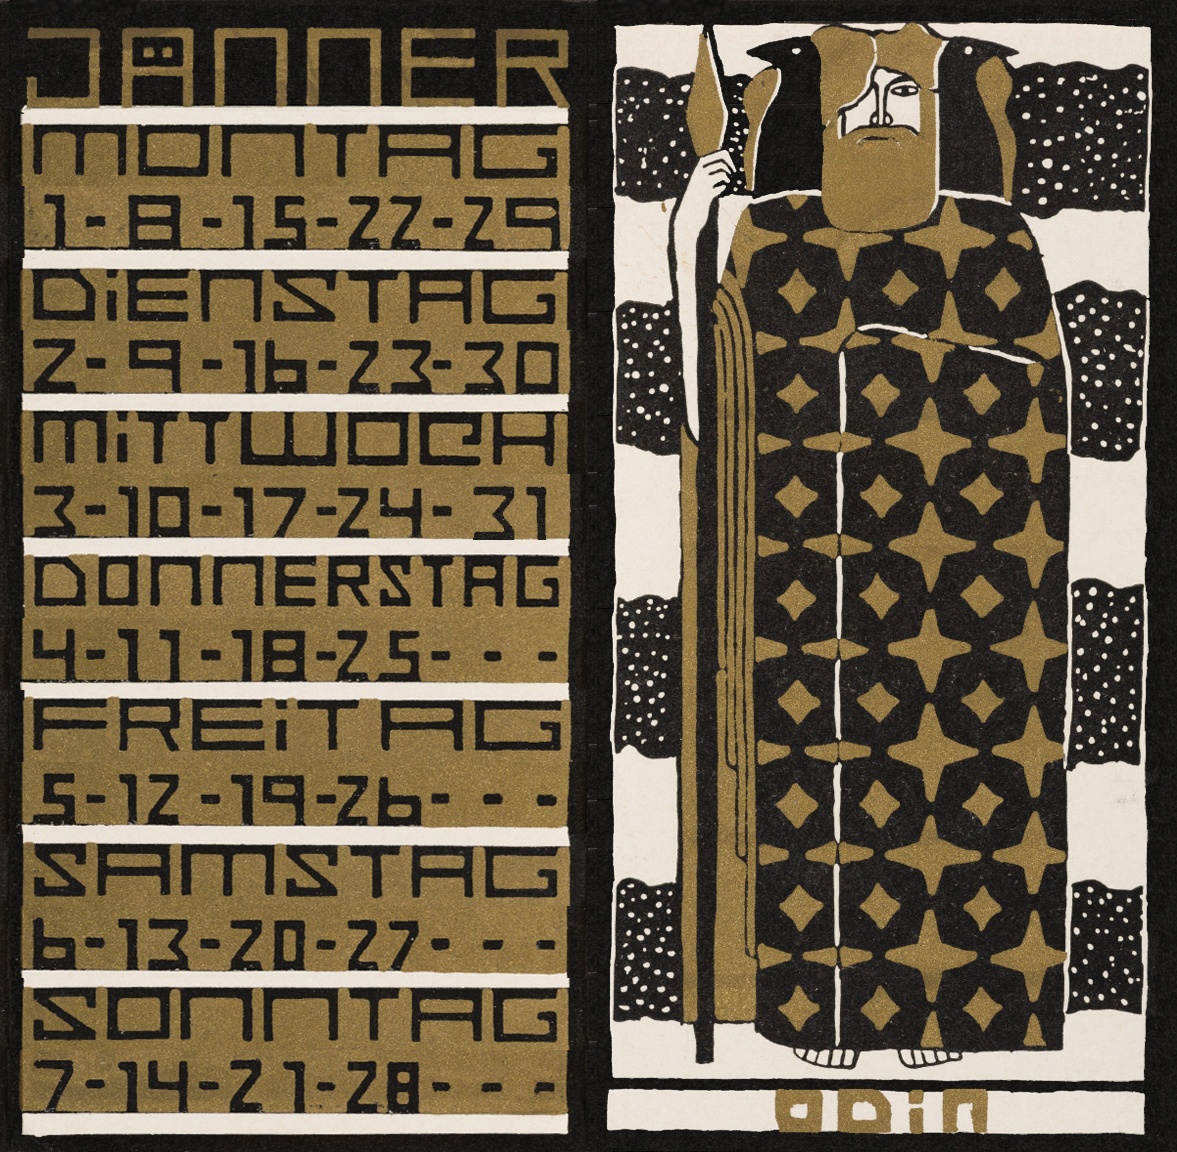 JÄNNER
MONTAG
1-8-15-22-29
DIENSTAG
2-9-16-23-30
MITTWOCH
3-10-17-24-31
DONNERSTAG
4-11-18-25- - -
FREITAG
5-12-19-26- - -
SAMSTAG
6-13-20-27- - -
SONNTAG
7-14-21-28- - -
ODIN